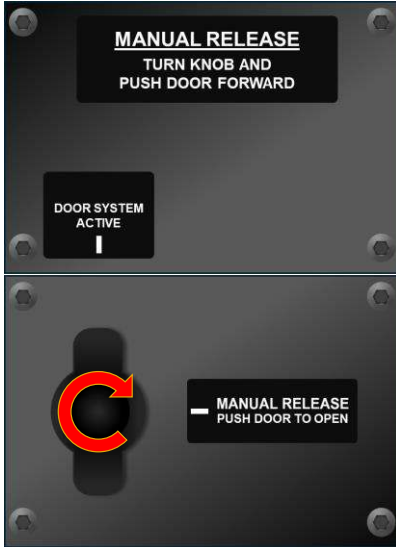 MANUAL RELEASE
TURN KNOB AND
PUSH DOOR FORWARD
DOOR SYSTEM
ACTIVE
MANUAL RELEASE
PUSH DOOR TO OPEN